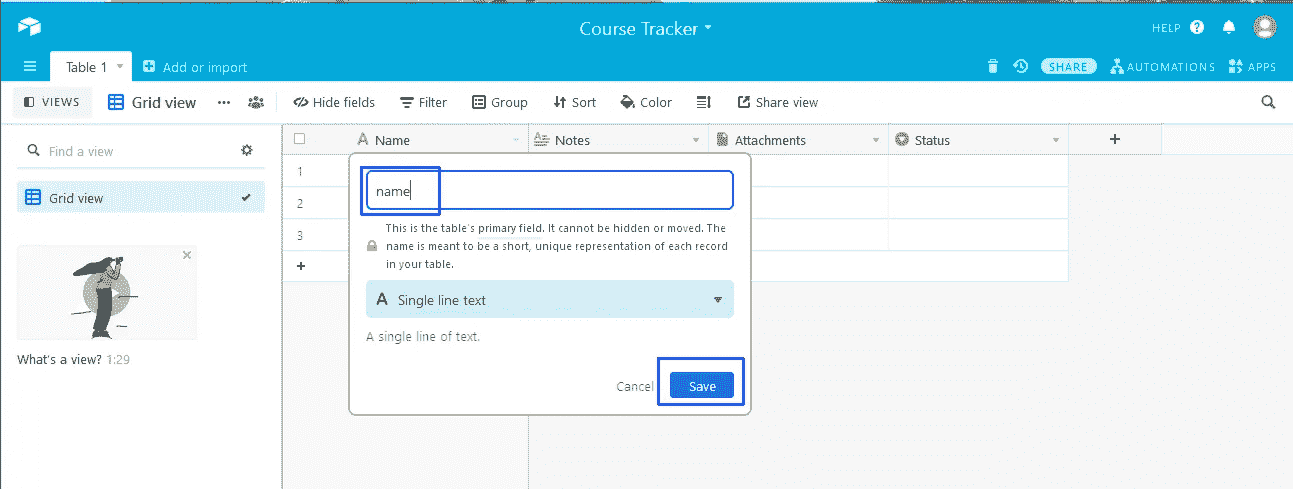 Course Tracker
HELP
Table 1
Add or import
SHARE
AUTOMATIONS
APPS
VIEWS
Grid view
Hide fields
Filter
Group
Sort
Color
Share view
Find a view
Grid view
What's a view? 1:29
A Name
Notes
Attachments
Status
1
2
3
name
This is the table's primary field. It cannot be hidden or moved. The
name is meant to be a short, unique representation of each record
in your table.
A Single line text
A single line of text.
Cancel
Save